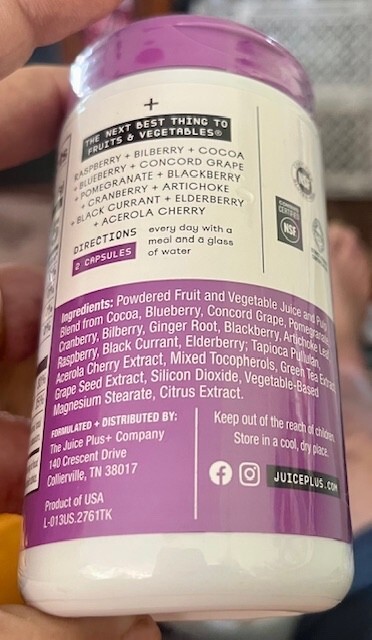 +
THE NEXT BEST THING TO
FRUITS & VEGETABLES®
RASPBERRY + BILBERRY + COCOA
+ BLUEBERRY + CONCORD GRAPE
+ POMEGRANATE + BLACKBERRY
+ CRANBERRY + ARTICHOKE
+ BLACK CURRANT + ELDERBERRY
+ ACEROLA CHERRY
DIRECTIONS
2 CAPSULES
every day with a
meal and a glass
of water
CERTIFIED
NSF
Ingredients: Powdered Fruit and Vegetable Juice and Pulp
Blend from Cocoa, Blueberry, Concord Grape, Pomegranate,
Cranberry, Bilberry, Ginger Root, Blackberry, Artichoke Leaf,
Raspberry, Black Currant, Elderberry; Tapioca Pullulan,
Acerola Cherry Extract, Mixed Tocopherols, Green Tea Extract,
Grape Seed Extract, Silicon Dioxide, Vegetable-Based
Magnesium Stearate, Citrus Extract.
FORMULATED + DISTRIBUTED BY:
The Juice Plus+ Company
140 Crescent Drive
Collierville, TN 38017
Product of USA
L-013US.2761TK
Keep out of the reach of children.
Store in a cool, dry place.
JUICEPLUS.COM